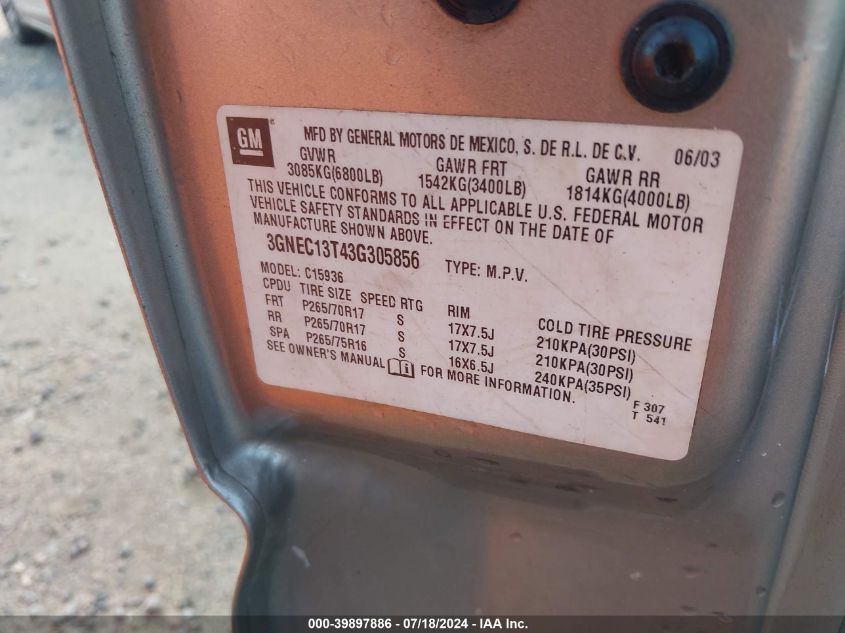 GM MFD BY GENERAL MOTORS DE MEXICO, S. DE R.L. DE C.V. 06/03
GVWR GAWR FRT GAWR RR
3085KG(6800LB) 1542KG(3400LB) 1814KG(4000LB)
THIS VEHICLE CONFORMS TO ALL APPLICABLE U.S. FEDERAL MOTOR
VEHICLE SAFETY STANDARDS IN EFFECT ON THE DATE OF
MANUFACTURE SHOWN ABOVE.
3GNEC13T43G305856 TYPE: M.P.V.
MODEL: C15936
CPDU TIRE SIZE SPEED RTG RIM COLD TIRE PRESSURE
FRT P265/70R17 S 17X7.5J 210KPA(30PSI)
RR P265/70R17 S 17X7.5J 210KPA(30PSI)
SPA P265/75R16 S 16X6.5J 240KPA(35PSI)
SEE OWNER'S MANUAL FOR MORE INFORMATION.
F 307
T 541
000-39897886 - 07/18/2024 - IAA Inc.